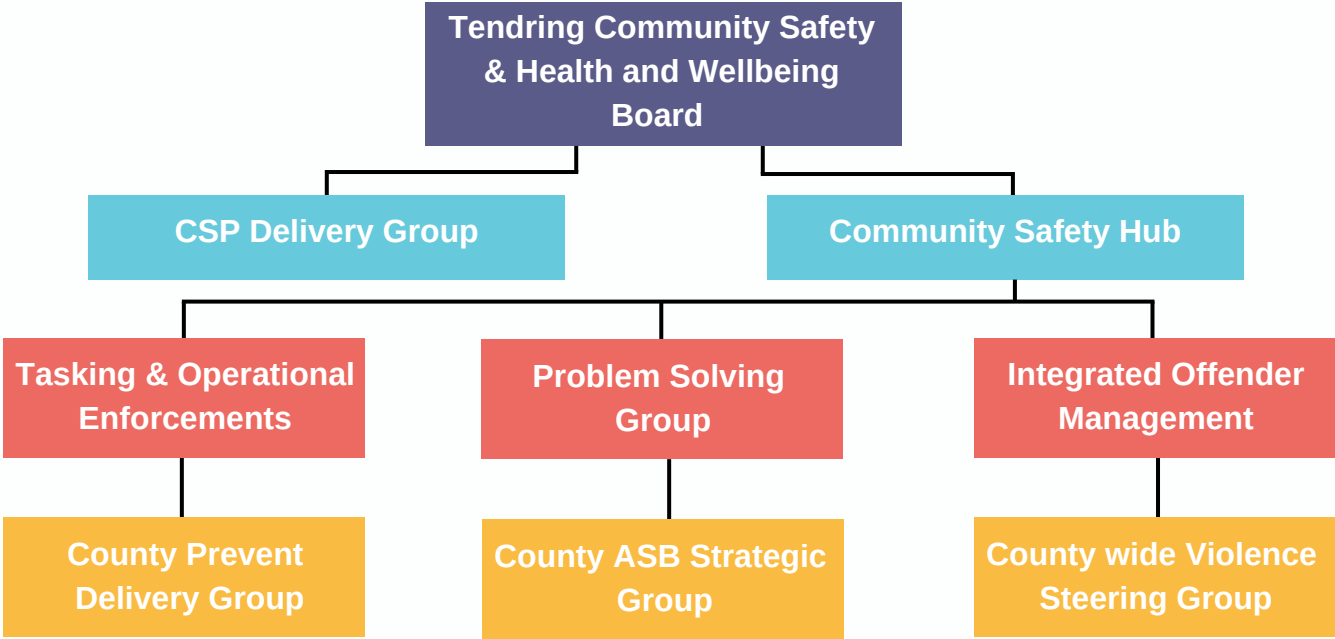 Tendring Community Safety
& Health and Wellbeing
Board
CSP Delivery Group
Community Safety Hub
Tasking & Operational
Enforcements
Problem Solving
Group
Integrated Offender
Management
County Prevent
Delivery Group
County ASB Strategic
Group
County wide Violence
Steering Group